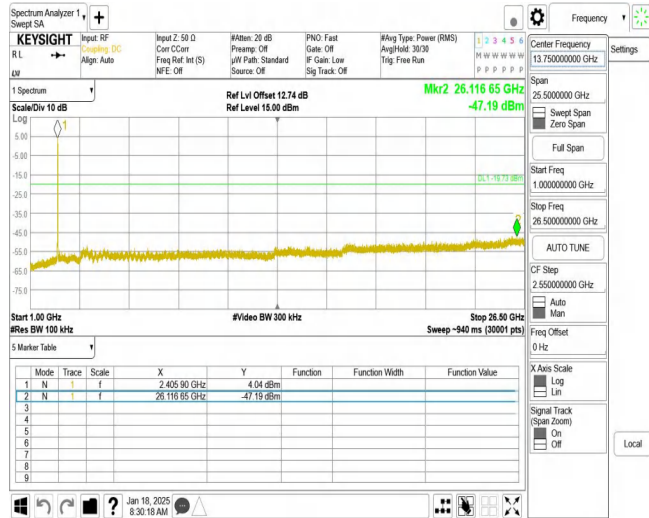 Spectrum Analyzer 1
Swept SA
Frequency
KEYSIGHT
RL
Input: RF
Coupling: DC
Align: Auto
Input Z: 50 Ω
Corr CCorr
Freq Ref: Int (S)
NFE: Off
#Atten: 20 dB
Preamp: Off
µW Path: Standard
Source: Off
PNO: Fast
Gate: Off
IF Gain: Low
Sig Track: Off
#Avg Type: Power (RMS)
Avg|Hold: 30/30
Trig: Free Run
1 2 3 4 5 6
M W W W W W
P P P P P P
1 Spectrum
Scale/Div 10 dB
Log
Ref Lvl Offset 12.74 dB
Ref Level 15.00 dBm
Mkr2 26.116 65 GHz
-47.19 dBm
1
5.00
-5.00
-15.0
DL1 -19.73 dBm
-25.0
-35.0
-45.0
-55.0
-65.0
-75.0
Start 1.00 GHz
#Res BW 100 kHz
#Video BW 300 kHz
Stop 26.50 GHz
Sweep ~940 ms (30001 pts)
5 Marker Table
Mode Trace Scale X Y Function Function Width Function Value
1 N 1 f 2.405 90 GHz 4.04 dBm
2 N 1 f 26.116 65 GHz -47.19 dBm
3
4
5
6
7
8
9
Jan 18, 2025
8:30:18 AM
Center Frequency
13.750000000 GHz
Settings
Span
25.5000000 GHz
Swept Span
Zero Span
Full Span
Start Freq
1.000000000 GHz
Stop Freq
26.500000000 GHz
AUTO TUNE
CF Step
2.550000000 GHz
Auto
Man
Freq Offset
0 Hz
X Axis Scale
Log
Lin
Signal Track
(Span Zoom)
On
Off
Local